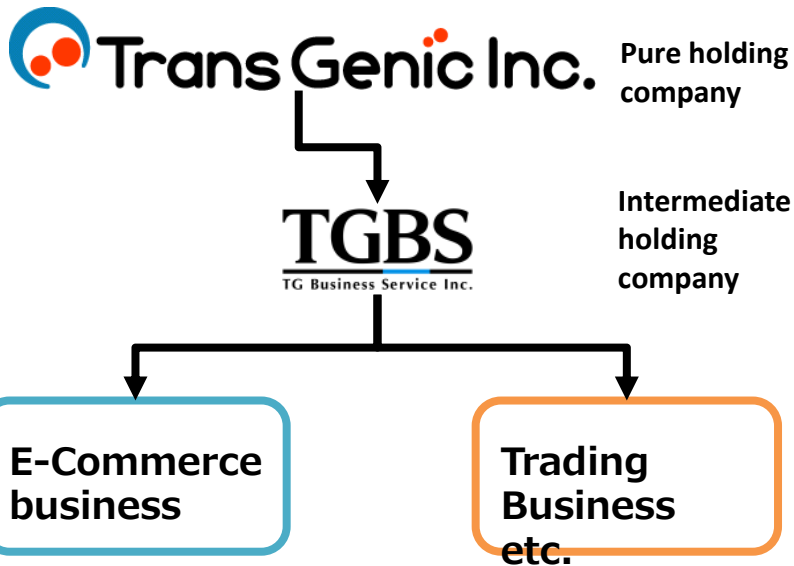 Trans Genic Inc.
Pure holding
company
TGBS
TG Business Service Inc.
Intermediate
holding
company
E-Commerce
business
Trading
Business
etc.